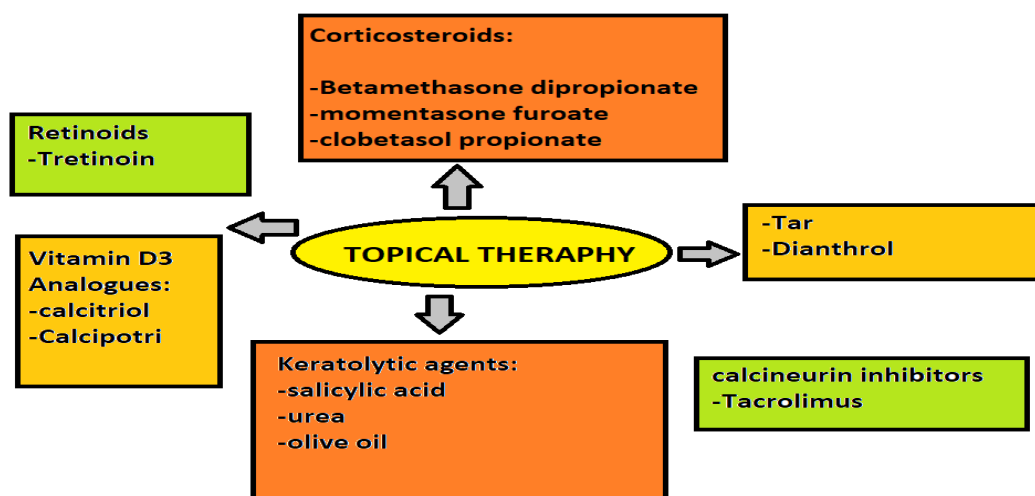 Corticosteroids:
-Betamethasone dipropionate
-momentasone furoate
-clobetasol propionate
Retinoids
-Tretinoin
TOPICAL THERAPHY
-Tar
-Dianthrol
Vitamin D3
Analogues:
-calcitriol
-Calcipotri
Keratolytic agents:
-salicylic acid
-urea
-olive oil
calcineurin inhibitors
-Tacrolimus